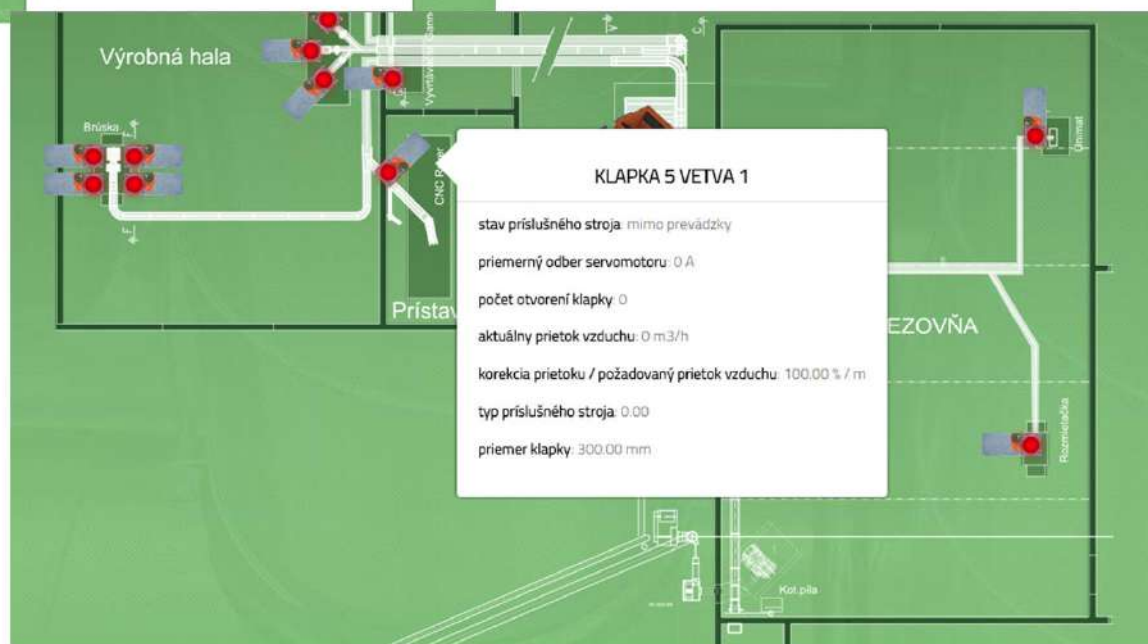 Výrobná hala
Brúska
F
F
G
V
C
CNC
Prístav
KLAPKA 5 VETVA 1
stav príslušného stroja: mimo prevádzky
priemerný odber servomotoru: 0 A
počet otvorení klapky: 0
aktuálny prietok vzduchu: 0 m3/h
korekcia prietoku / požadovaný prietok vzduchu: 100.00 % / m
typ príslušného stroja: 0.00
priemer klapky: 300.00 mm
Unimat
EZOVŇA
Rozmietačka
Kot.píla